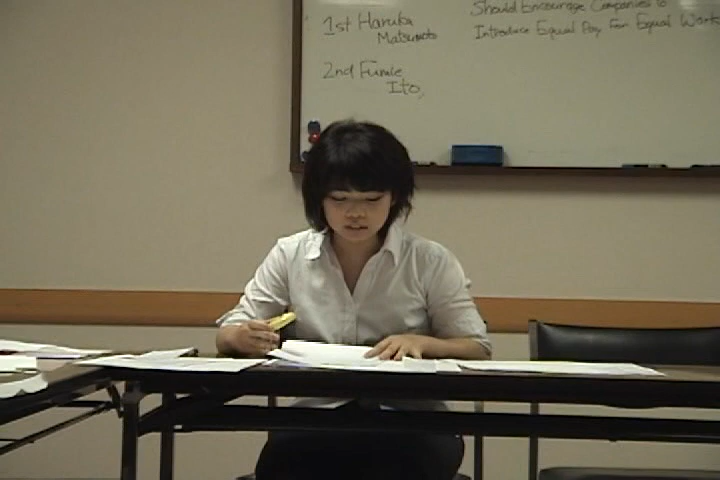 1st Haruka
Matsumoto
2nd Fumie
Ito,
Should Encourage Companies to
Introduce Equal Pay For Equal Work